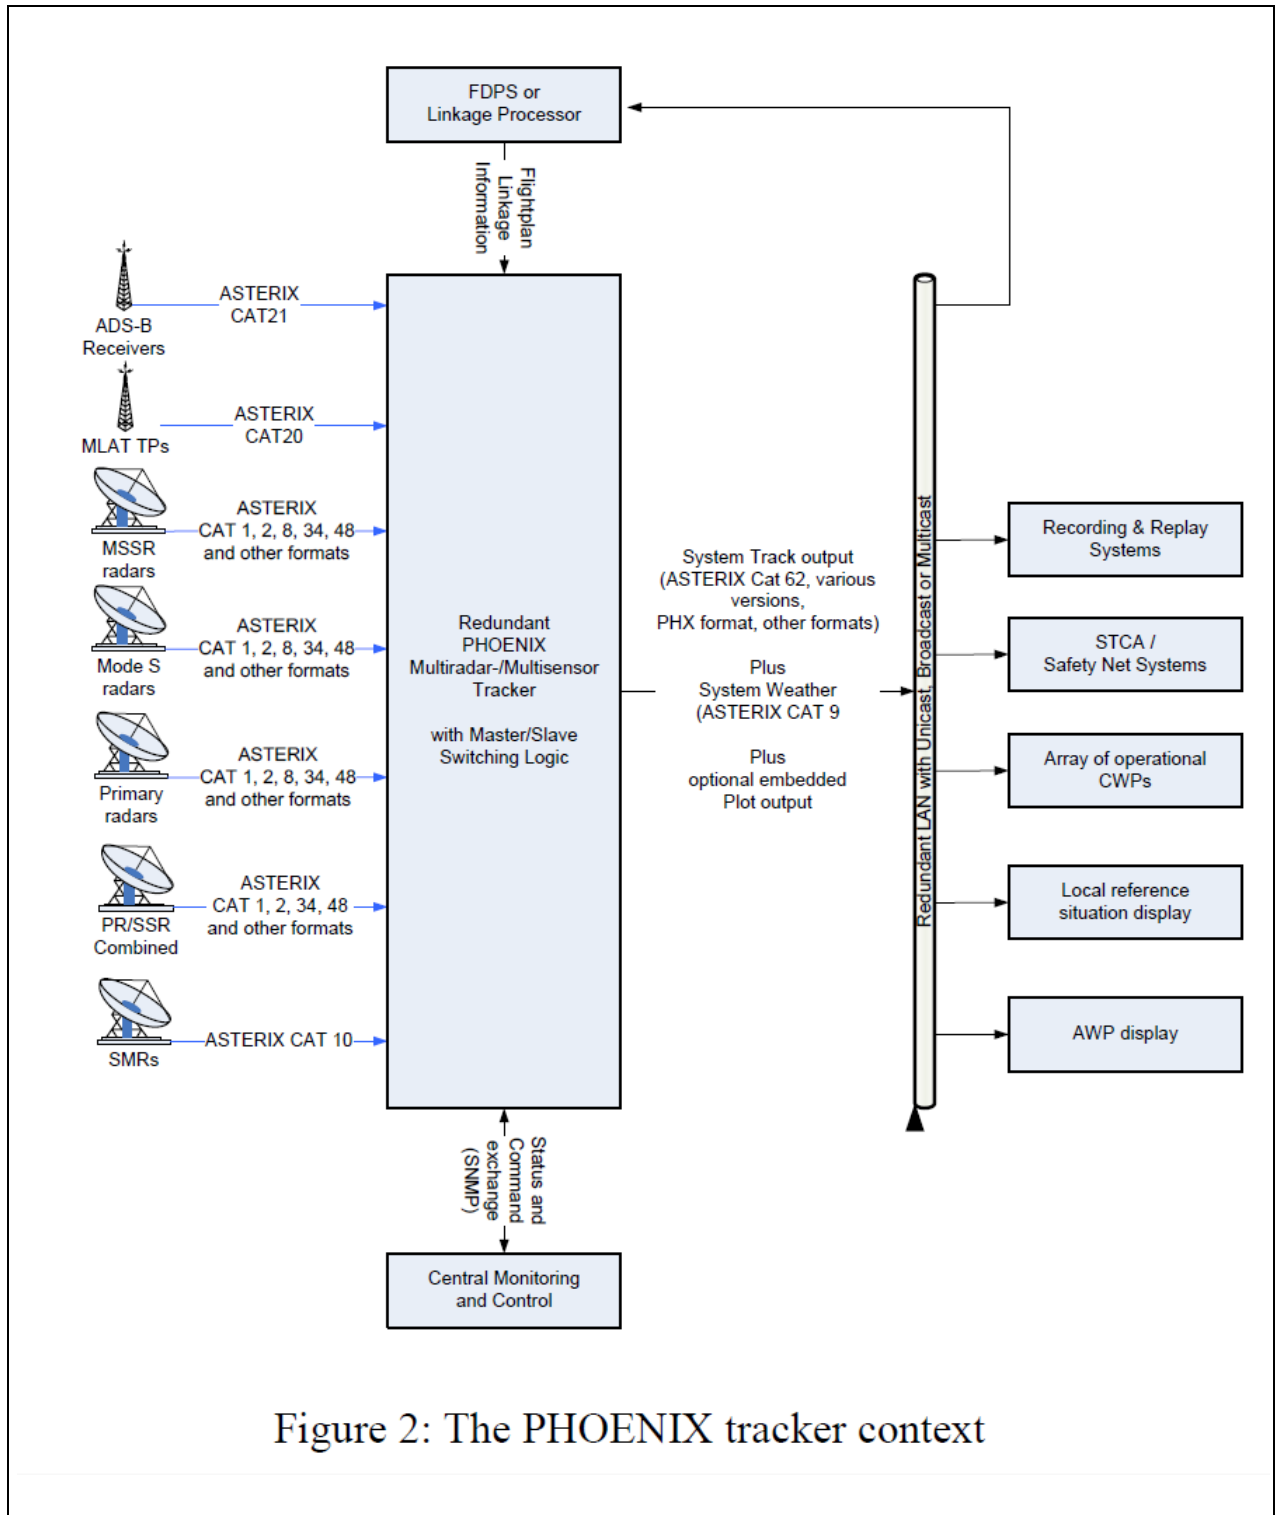 FDPS or
Linkage Processor
Flightplan
Linkage
Information
ASTERIX
CAT21
ADS-B
Receivers
ASTERIX
CAT20
MLAT TPs
ASTERIX
CAT 1, 2, 8, 34, 48
and other formats
MSSR
radars
ASTERIX
CAT 1, 2, 8, 34, 48
and other formats
Mode S
radars
ASTERIX
CAT 1, 2, 8, 34, 48
and other formats
Primary
radars
ASTERIX
CAT 1, 2, 34, 48
and other formats
PR/SSR
Combined
ASTERIX CAT 10
SMRs
Redundant
PHOENIX
Multiradar-/Multisensor
Tracker
with Master/Slave
Switching Logic
System Track output
(ASTERIX Cat 62, various
versions,
PHX format, other formats)
Plus
System Weather
(ASTERIX CAT 9
Plus
optional embedded
Plot output
Redundant LAN with Unicast, Broadcast or Multicast
Recording & Replay
Systems
STCA /
Safety Net Systems
Array of operational
CWPs
Local reference
situation display
AWP display
Status and
Command
exchange
(SNMP)
Central Monitoring
and Control
Figure 2: The PHOENIX tracker context